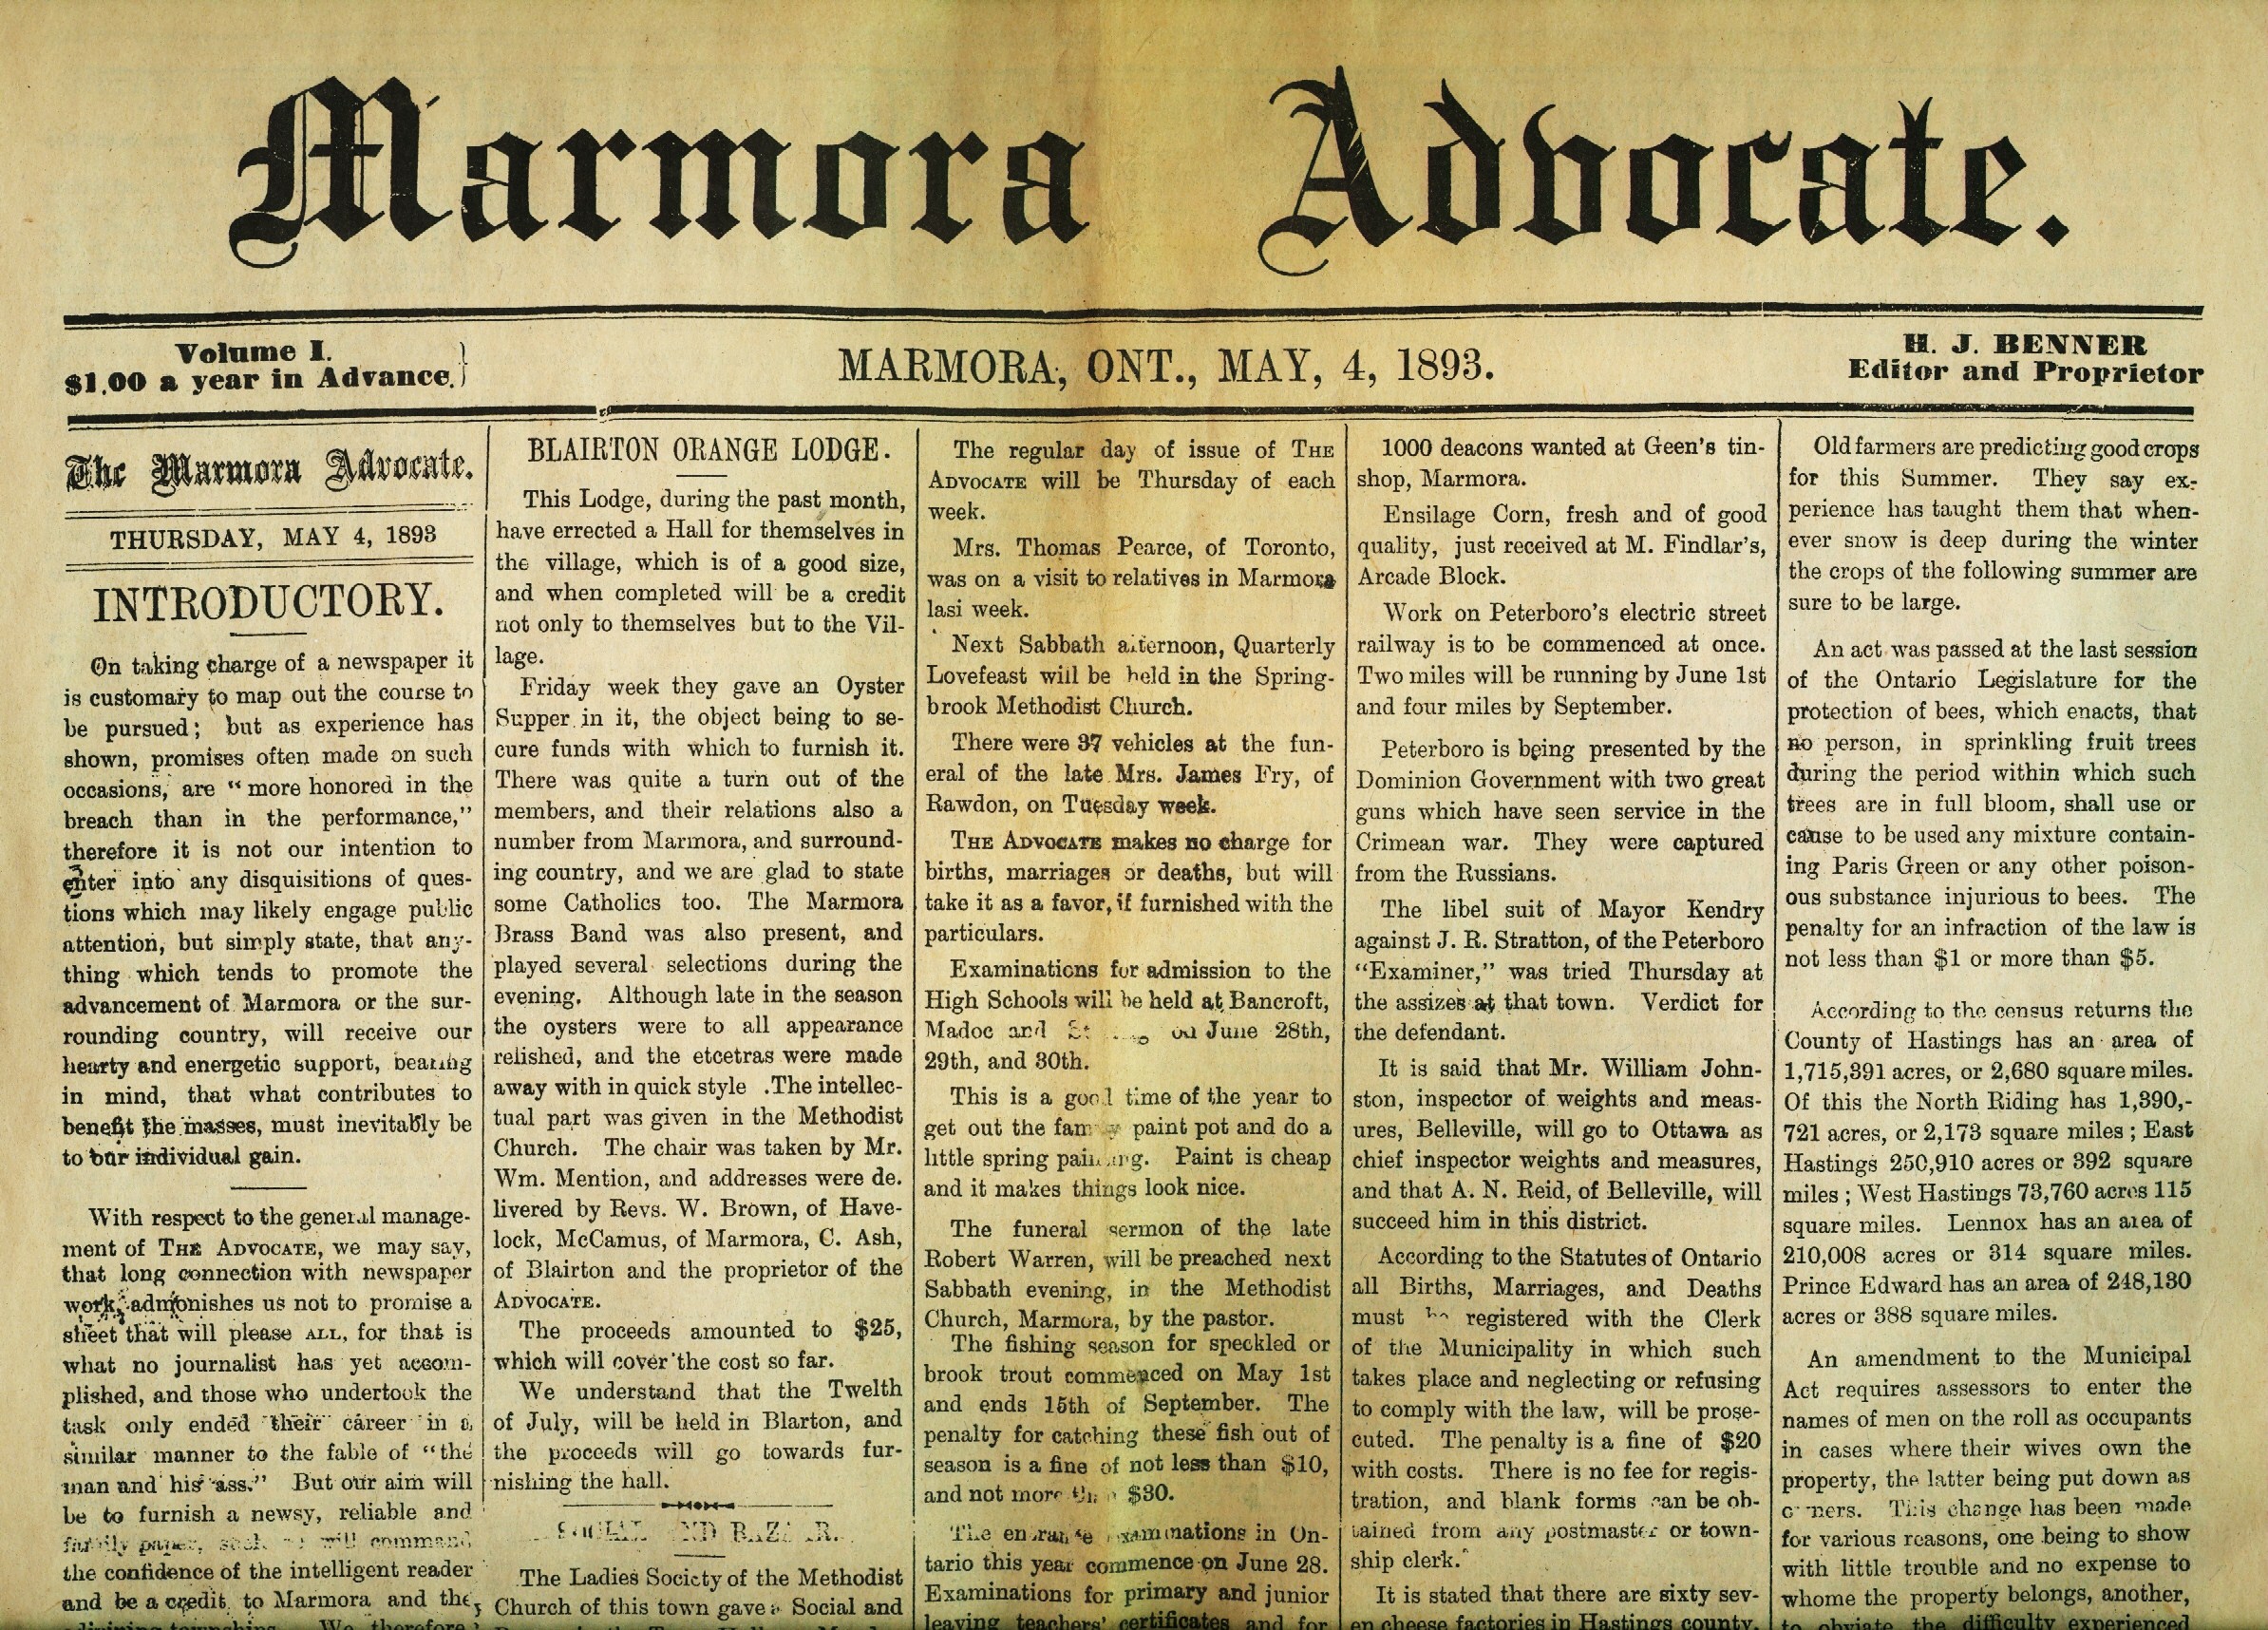 Marmora Advocate.
Volume I.
$1.00 a year in Advance.
MARMORA, ONT., MAY, 4, 1893.
H. J. BENNER
Editor and Proprietor
The Marmora Advocate.
THURSDAY, MAY 4, 1893
INTRODUCTORY.
On taking charge of a newspaper it
is customary to map out the course to
be pursued; but as experience has
shown, promises often made on such
occasions, are "more honored in the
breach than in the performance,"
therefore it is not our intention to
enter into any disquisitions of ques-
tions which may likely engage public
attention, but simply state, that any-
thing which tends to promote the
advancement of Marmora or the sur-
rounding country, will receive our
hearty and energetic support, bearing
in mind, that what contributes to
benefit the masses, must inevitably be
to our individual gain.
With respect to the general manage-
ment of THE ADVOCATE, we may say,
that long connection with newspaper
work, admonishes us not to promise a
sheet that will please ALL, for that is
what no journalist has yet accom-
plished, and those who undertook the
task only ended their career in a
similar manner to the fable of "the
man and his ass." But our aim will
be to furnish a newsy, reliable and
family paper, will command
the confidence of the intelligent reader
and be a credit to Marmora and the
We therefore
BLAIRTON ORANGE LODGE.
This Lodge, during the past month,
have errected a Hall for themselves in
the village, which is of a good size,
and when completed will be a credit
not only to themselves but to the Vil-
lage.
Friday week they gave an Oyster
Supper in it, the object being to se-
cure funds with which to furnish it.
There was quite a turn out of the
members, and their relations also a
number from Marmora, and surround-
ing country, and we are glad to state
some Catholics too. The Marmora
Brass Band was also present, and
played several selections during the
evening. Although late in the season
the oysters were to all appearance
relished, and the etcetras were made
away with in quick style .The intellec-
tual part was given in the Methodist
Church. The chair was taken by Mr.
Wm. Mention, and addresses were de.
livered by Revs. W. Brown, of Have-
lock, McCamus, of Marmora, C. Ash,
of Blairton and the proprietor of the
ADVOCATE.
The proceeds amounted to $25,
which will cover the cost so far.
We understand that the Twelth
of July, will be held in Blarton, and
the proceeds will go towards fur-
nishing the hall.
SOCIAL AND BAZAAR.
The Ladies Society of the Methodist
Church of this town gave a Social and
The regular day of issue of THE
ADVOCATE will be Thursday of each
week.
Mrs. Thomas Pearce, of Toronto,
was on a visit to relatives in Marmora
lasi week.
Next Sabbath afternoon, Quarterly
Lovefeast will be held in the Spring-
brook Methodist Church.
There were 37 vehicles at the fun-
eral of the late Mrs. James Fry, of
Rawdon, on Tuesday week.
THE ADVOCATE makes no charge for
births, marriages or deaths, but will
take it as a favor, if furnished with the
particulars.
Examinations for admission to the
High Schools will be held at Bancroft,
Madoc and on June 28th,
29th, and 30th.
This is a good time of the year to
get out the family paint pot and do a
little spring painting. Paint is cheap
and it makes things look nice.
The funeral sermon of the late
Robert Warren, will be preached next
Sabbath evening, in the Methodist
Church, Marmora, by the pastor.
The fishing season for speckled or
brook trout commenced on May 1st
and ends 15th of September. The
penalty for catching these fish out of
season is a fine of not less than $10,
and not more than $30.
The entrance examinations in On-
tario this year commence on June 28.
Examinations for primary and junior
leaving teachers' certificates and for
1000 deacons wanted at Geen's tin-
shop, Marmora.
Ensilage Corn, fresh and of good
quality, just received at M. Findlar's,
Arcade Block.
Work on Peterboro's electric street
railway is to be commenced at once.
Two miles will be running by June 1st
and four miles by September.
Peterboro is being presented by the
Dominion Government with two great
guns which have seen service in the
Crimean war. They were captured
from the Russians.
The libel suit of Mayor Kendry
against J. R. Stratton, of the Peterboro
"Examiner," was tried Thursday at
the assizes at that town. Verdict for
the defendant.
It is said that Mr. William John-
ston, inspector of weights and meas-
ures, Belleville, will go to Ottawa as
chief inspector weights and measures,
and that A. N. Reid, of Belleville, will
succeed him in this district.
According to the Statutes of Ontario
all Births, Marriages, and Deaths
must be registered with the Clerk
of the Municipality in which such
takes place and neglecting or refusing
to comply with the law, will be prose-
cuted. The penalty is a fine of $20
with costs. There is no fee for regis-
tration, and blank forms can be ob-
tained from any postmaster or town-
ship clerk.
It is stated that there are sixty sev-
en cheese factories in Hastings county,
Old farmers are predicting good crops
for this Summer. They say ex-
perience has taught them that when-
ever snow is deep during the winter
the crops of the following summer are
sure to be large.
An act was passed at the last session
of the Ontario Legislature for the
protection of bees, which enacts, that
no person, in sprinkling fruit trees
during the period within which such
trees are in full bloom, shall use or
cause to be used any mixture contain-
ing Paris Green or any other poison-
ous substance injurious to bees. The
penalty for an infraction of the law is
not less than $1 or more than $5.
According to the census returns the
County of Hastings has an area of
1,715,391 acres, or 2,680 square miles.
Of this the North Riding has 1,390,-
721 acres, or 2,173 square miles; East
Hastings 250,910 acres or 392 square
miles; West Hastings 73,760 acres 115
square miles. Lennox has an area of
210,008 acres or 314 square miles.
Prince Edward has an area of 248,130
acres or 388 square miles.
An amendment to the Municipal
Act requires assessors to enter the
names of men on the roll as occupants
in cases where their wives own the
property, the latter being put down as
owners. This change has been made
for various reasons, one being to show
with little trouble and no expense to
whome the property belongs, another,
to obviate the difficulty experienced